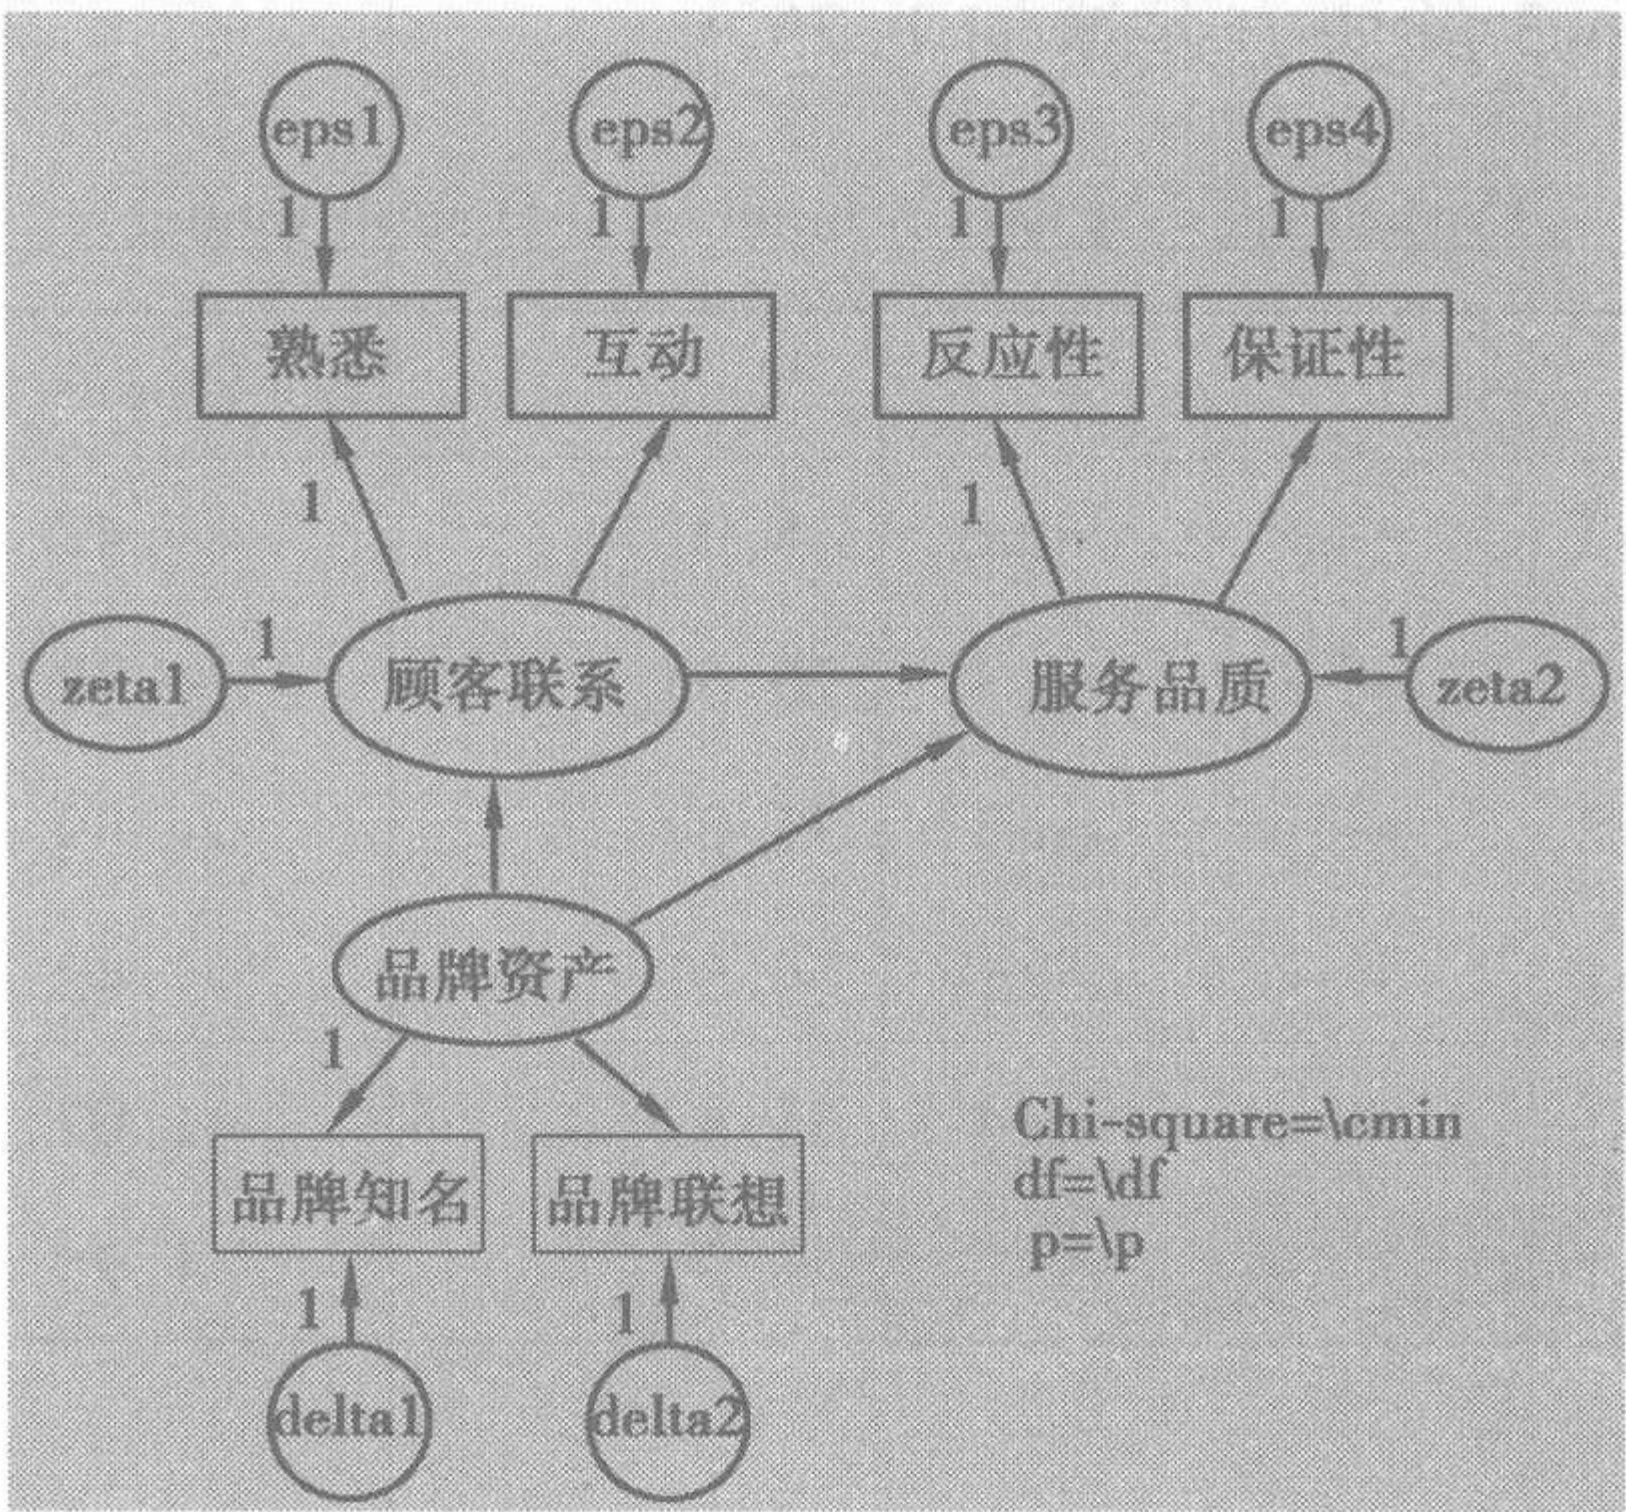 eps1 eps2 eps3 eps4
1 1 1 1
熟悉 互动 反应性 保证性
1 1
1 1
zeta1 顾客联系 服务品质 zeta2
品牌资产
1
Chi-square=\cmin
df=\df
p=\p
品牌知名 品牌联想
1 1
delta1 delta2